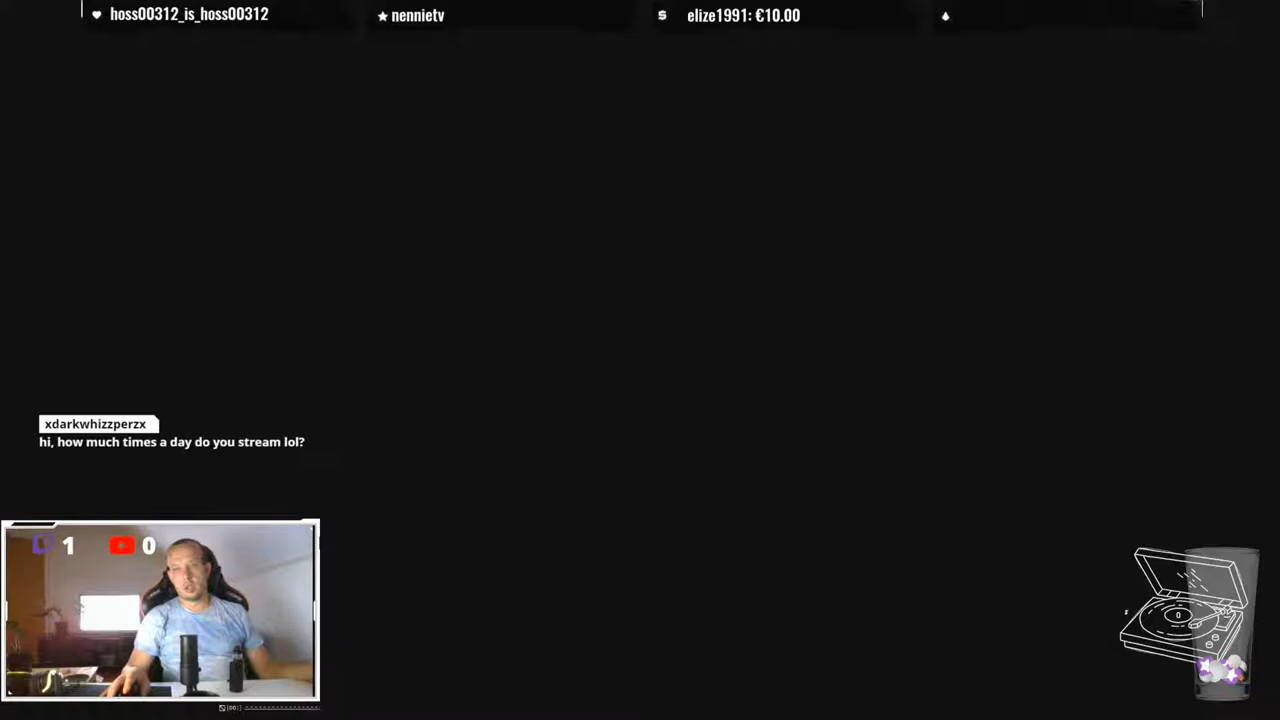 hoss00312_is_hoss00312
nennietv
elize1991: €10.00
xdarkwhizzperzx
hi, how much times a day do you stream lol?
1 0